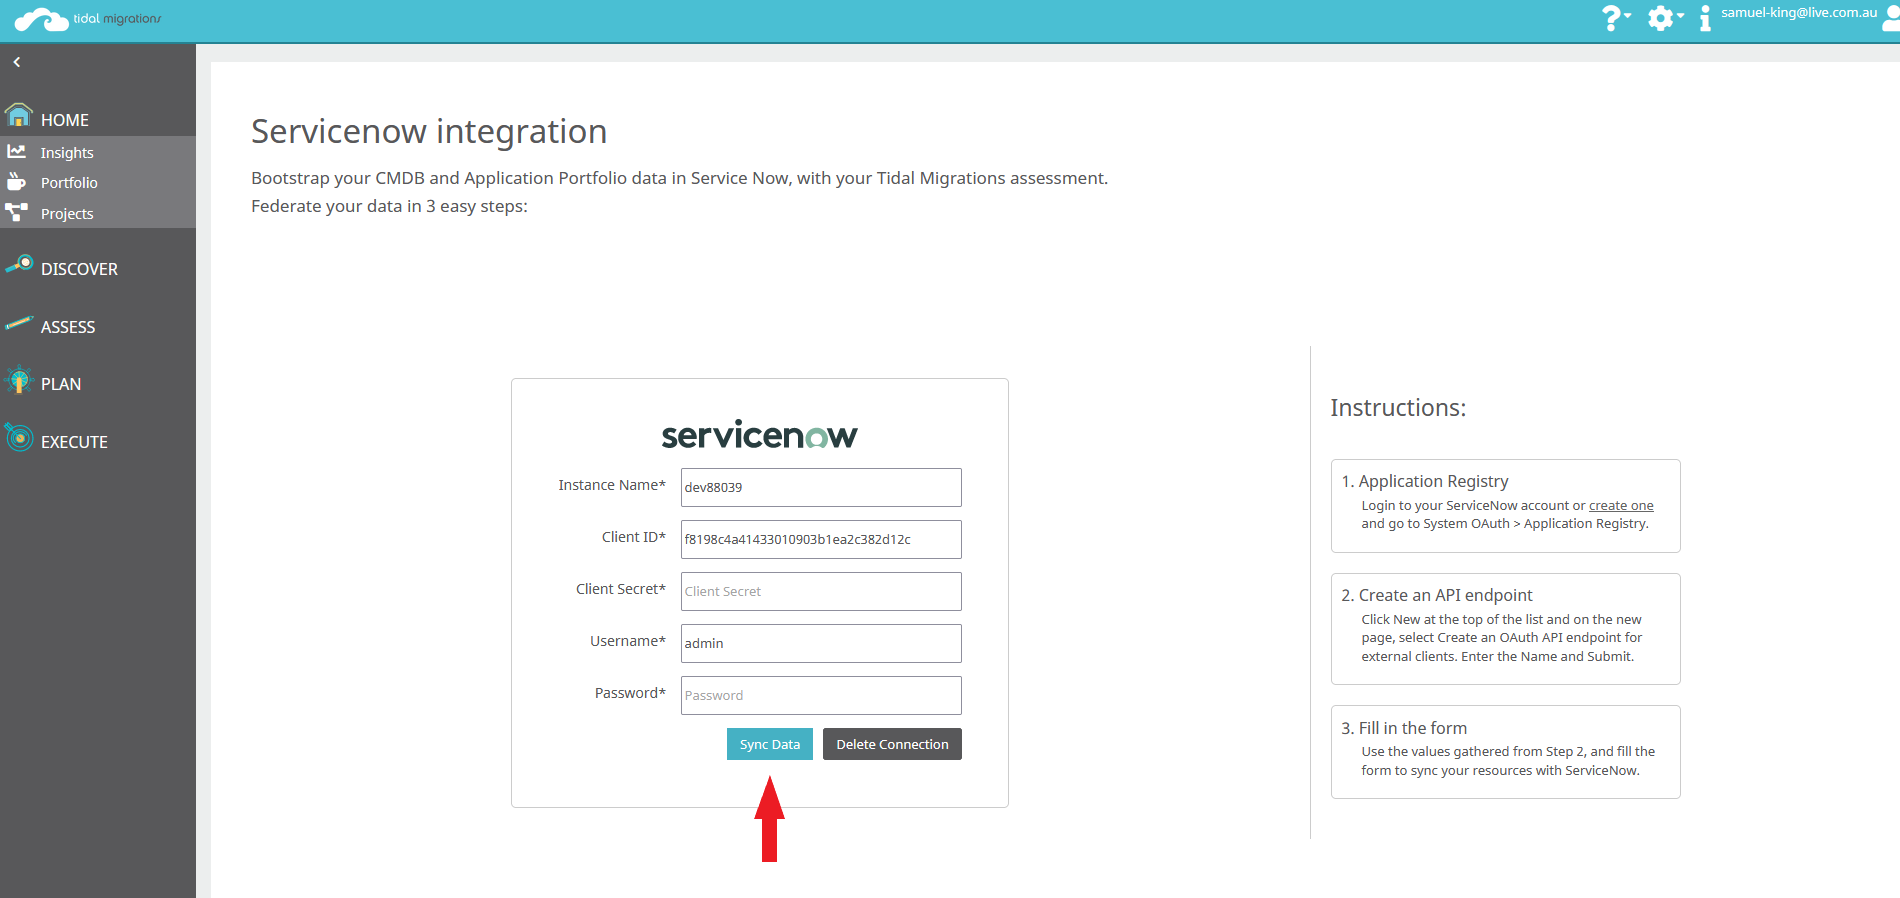 tidal migrations
samuel-king@live.com.au
HOME
Insights
Portfolio
Projects
DISCOVER
ASSESS
PLAN
EXECUTE
Servicenow integration
Bootstrap your CMDB and Application Portfolio data in Service Now, with your Tidal Migrations assessment.
Federate your data in 3 easy steps:
servicenow
Instance Name*
dev88039
Client ID*
f8198c4a41433010903b1ea2c382d12c
Client Secret*
Client Secret
Username*
admin
Password*
Password
Sync Data
Delete Connection
Instructions:
1. Application Registry
Login to your ServiceNow account or create one
and go to System OAuth > Application Registry.
2. Create an API endpoint
Click New at the top of the list and on the new
page, select Create an OAuth API endpoint for
external clients. Enter the Name and Submit.
3. Fill in the form
Use the values gathered from Step 2, and fill the
form to sync your resources with ServiceNow.